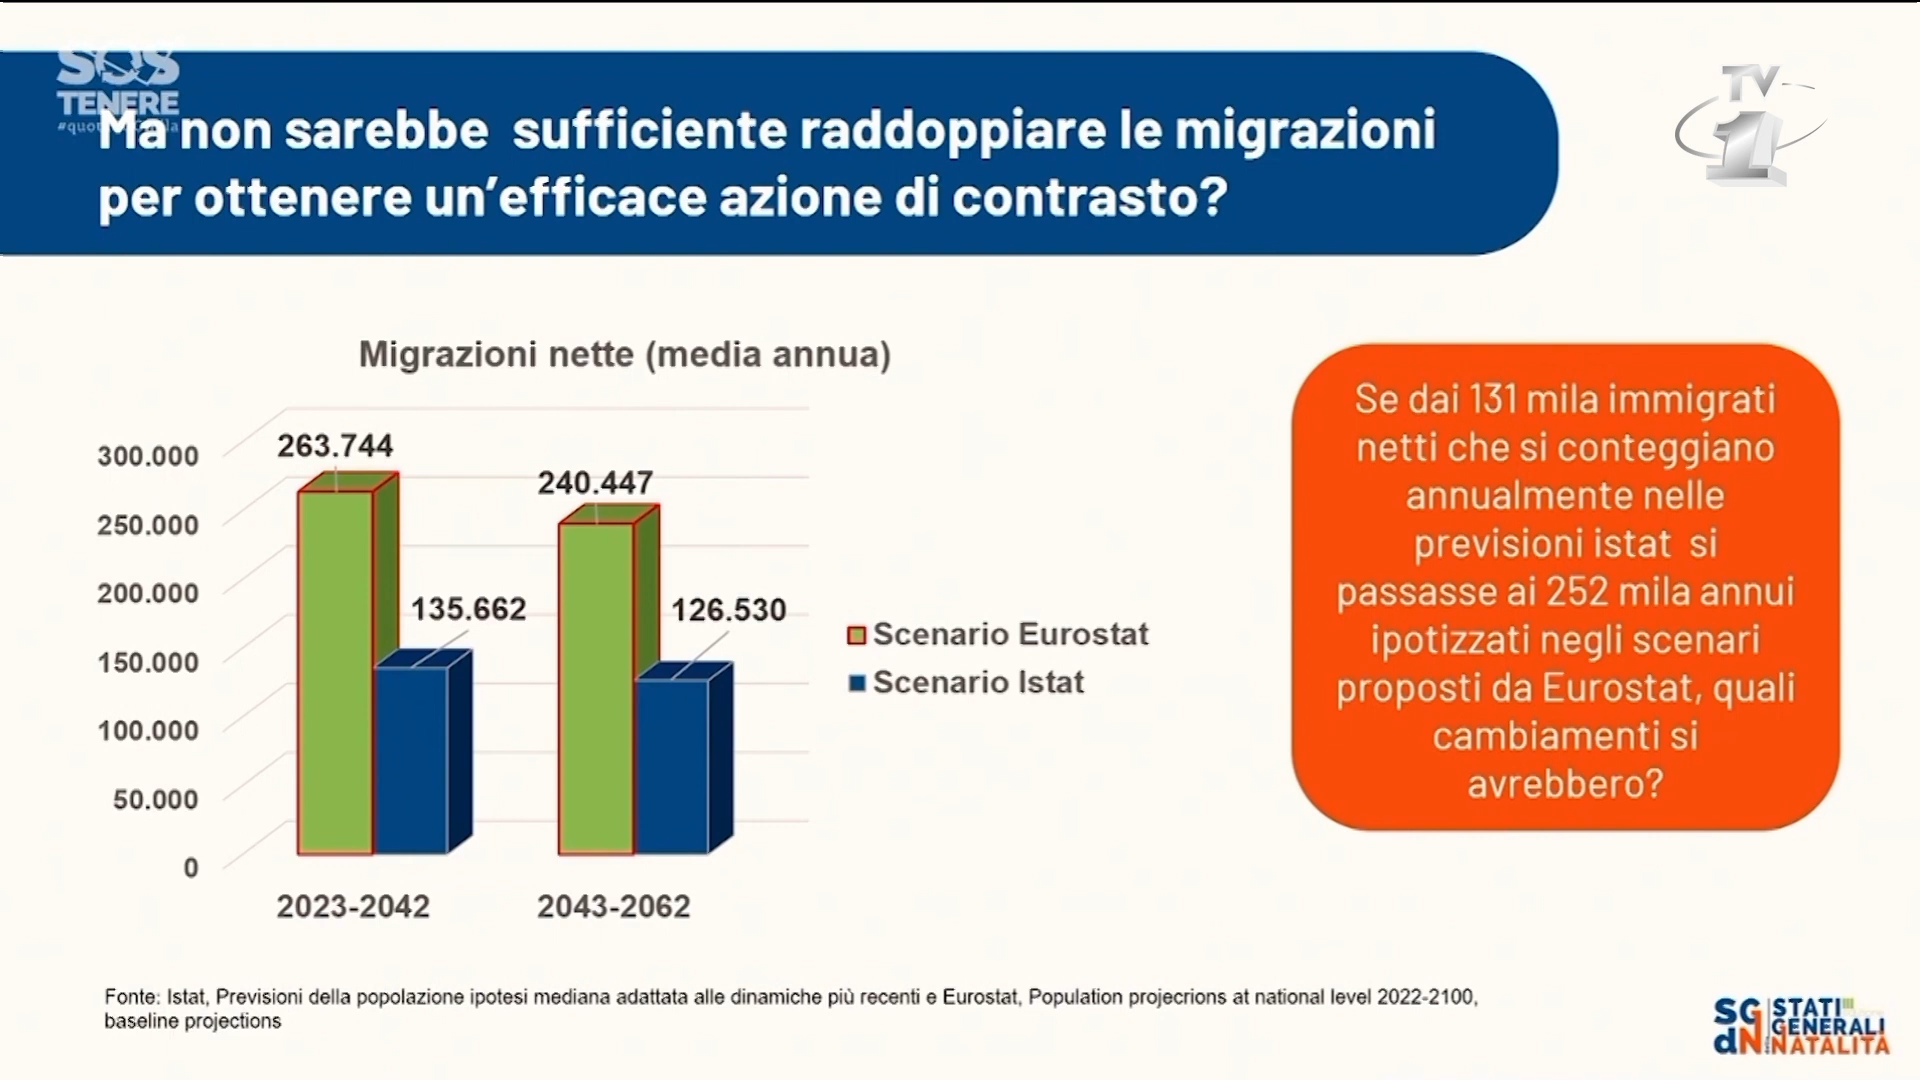 SOS
TENERE
TV
1
Ma non sarebbe  sufficiente raddoppiare le migrazioni
per ottenere un’efficace azione di contrasto?
Migrazioni nette (media annua)
300.000
250.000
200.000
150.000
100.000
50.000
0
263.744
135.662
240.447
126.530
2023-2042
2043-2062
Scenario Eurostat
Scenario Istat
Se dai 131 mila immigrati
netti che si conteggiano
annualmente nelle
previsioni istat  si
passasse ai 252 mila annui
ipotizzati negli scenari
proposti da Eurostat, quali
cambiamenti si
avrebbero?
Fonte: Istat, Previsioni della popolazione ipotesi mediana adattata alle dinamiche più recenti e Eurostat, Population projecrions at national level 2022-2100,
baseline projections
SG
dN
STATI
GENERALI
NATALITÀ